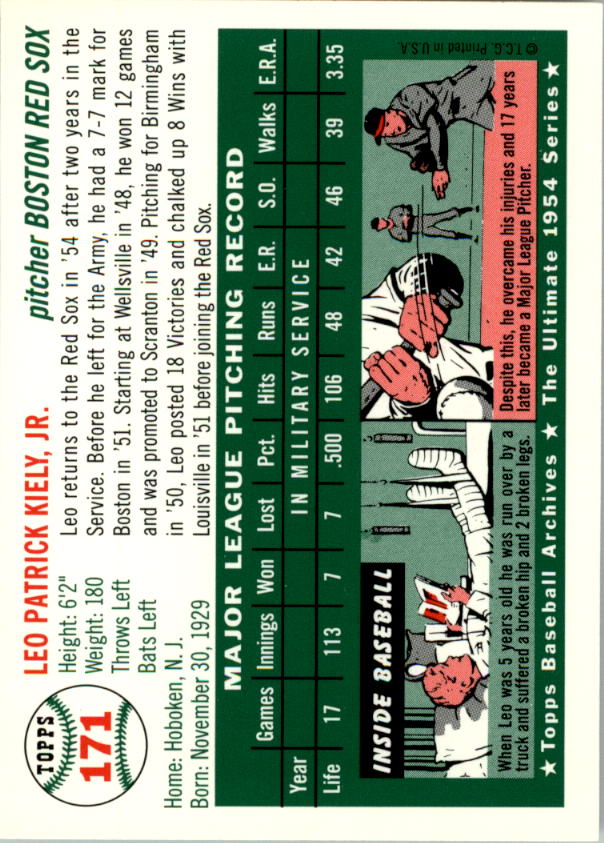 TOPPS
171
LEO PATRICK KIELY, JR.
pitcher BOSTON RED SOX
Height: 6'2"
Weight: 180
Throws Left
Bats Left
Home: Hoboken, N. J.
Born: November 30, 1929
Leo returns to the Red Sox in '54 after two years in the
Service. Before he left for the Army, he had a 7-7 mark for
Boston in '51. Starting at Wellsville in '48, he won 12 games
and was promoted to Scranton in '49. Pitching for Birmingham
in '50, Leo posted 18 Victories and chalked up 8 Wins with
Louisville in '51 before joining the Red Sox.
MAJOR LEAGUE PITCHING RECORD
Games Innings Won Lost Pct. Hits Runs E.R. S.O. Walks E.R.A.
Year IN MILITARY SERVICE
Life 17 113 7 7 .500 106 48 42 46 39 3.35
INSIDE BASEBALL
When Leo was 5 years old he was run over by a
truck and suffered a broken hip and 2 broken legs.
Despite this, he overcame his injuries and 17 years
later became a Major League Pitcher.
★ Topps Baseball Archives ★ The Ultimate 1954 Series ★
© T.C.G. Printed in U.S.A.